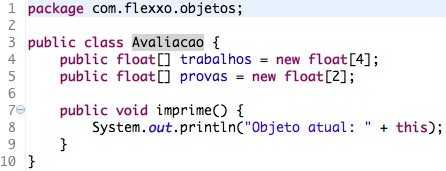 1 package com.flexxo.objetos;
2
3 public class Avaliacao {
4     public float[] trabalhos = new float[4];
5     public float[] provas = new float[2];
6
7     public void imprime() {
8         System.out.println("Objeto atual: " + this);
9     }
10 }